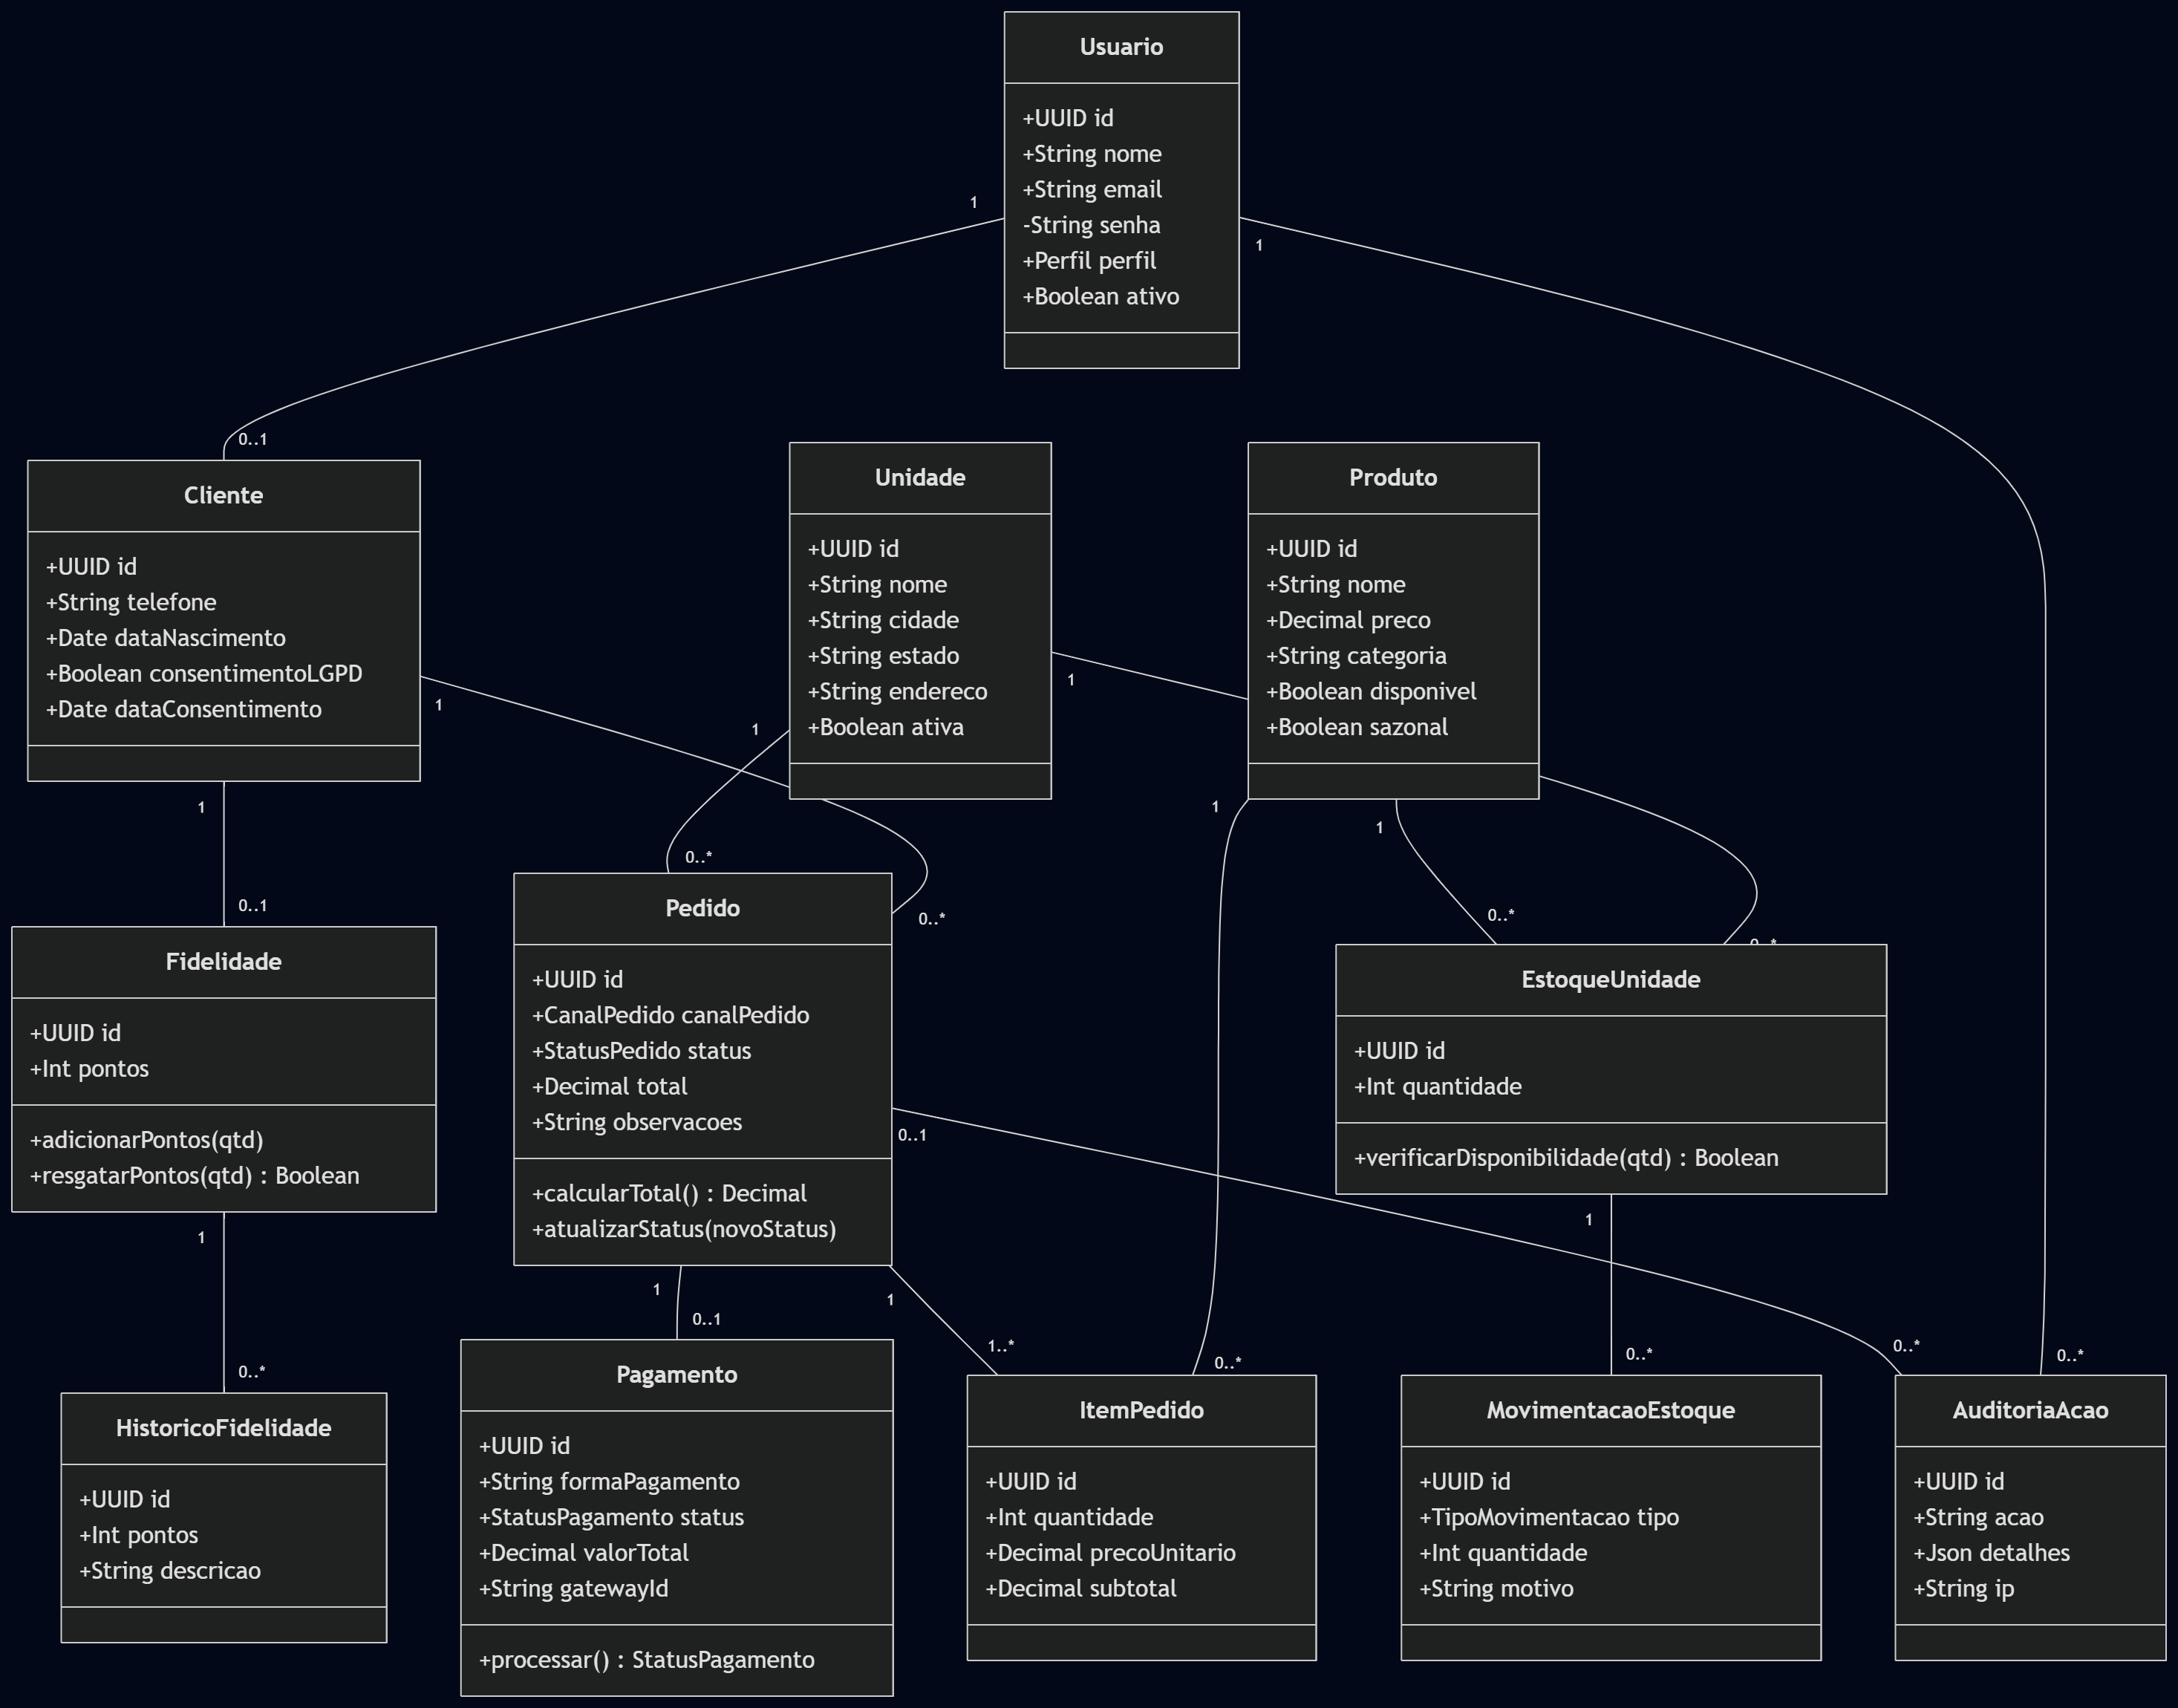 Usuario
+UUID id
+String nome
+String email
-String senha
+Perfil perfil
+Boolean ativo
1
1
0..1
Cliente
+UUID id
+String telefone
+Date dataNascimento
+Boolean consentimentoLGPD
+Date dataConsentimento
1
1
Unidade
+UUID id
+String nome
+String cidade
+String estado
+String endereco
+Boolean ativa
1
1
Produto
+UUID id
+String nome
+Decimal preco
+String categoria
+Boolean disponivel
+Boolean sazonal
1
1
0..1
Fidelidade
+UUID id
+Int pontos
+adicionarPontos(qtd)
+resgatarPontos(qtd) : Boolean
1
0..*
0..*
Pedido
+UUID id
+CanalPedido canalPedido
+StatusPedido status
+Decimal total
+String observacoes
+calcularTotal() : Decimal
+atualizarStatus(novoStatus)
0..1
1
1
0..*
0..*
EstoqueUnidade
+UUID id
+Int quantidade
+verificarDisponibilidade(qtd) : Boolean
1
0..*
HistoricoFidelidade
+UUID id
+Int pontos
+String descricao
0..1
Pagamento
+UUID id
+String formaPagamento
+StatusPagamento status
+Decimal valorTotal
+String gatewayId
+processar() : StatusPagamento
1..*
0..*
ItemPedido
+UUID id
+Int quantidade
+Decimal precoUnitario
+Decimal subtotal
0..*
MovimentacaoEstoque
+UUID id
+TipoMovimentacao tipo
+Int quantidade
+String motivo
0..*
0..*
AuditoriaAcao
+UUID id
+String acao
+Json detalhes
+String ip